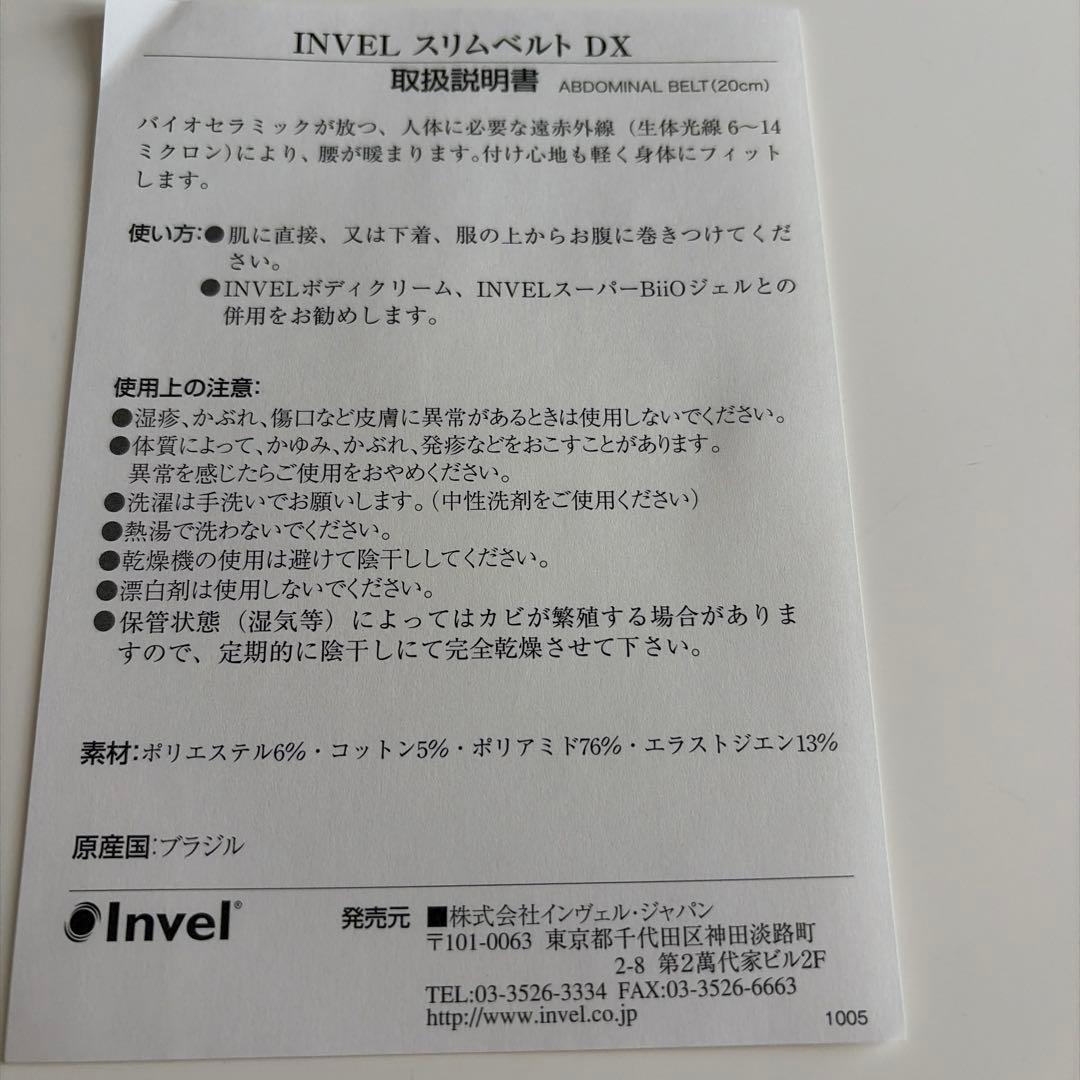 INVEL スリムベルト DX
取扱説明書 ABDOMINAL BELT(20cm)
バイオセラミックが放つ、人体に必要な遠赤外線（生体光線6〜14
ミクロン)により、腰が暖まります。付け心地も軽く身体にフィット
します。
使い方:●肌に直接、又は下着、服の上からお腹に巻きつけてくだ
さい。
●INVELボディクリーム、INVELスーパーBiiOジェルとの
併用をお勧めします。
使用上の注意:
●湿疹、かぶれ、傷口など皮膚に異常があるときは使用しないでください。
●体質によって、かゆみ、かぶれ、発疹などをおこすことがあります。
異常を感じたらご使用をおやめください。
●洗濯は手洗いでお願いします。(中性洗剤をご使用ください)
●熱湯で洗わないでください。
●乾燥機の使用は避けて陰干ししてください。
●漂白剤は使用しないでください。
●保管状態（湿気等）によってはカビが繁殖する場合がありま
すので、定期的に陰干しにて完全乾燥させて下さい。
素材:ポリエステル6%・コットン5%・ポリアミド76%・エラストジエン13%
原産国:ブラジル
Invel® 発売元 ■株式会社インヴェル・ジャパン
〒101-0063 東京都千代田区神田淡路町
2-8 第2萬代家ビル2F
TEL:03-3526-3334 FAX:03-3526-6663
http://www.invel.co.jp 1005